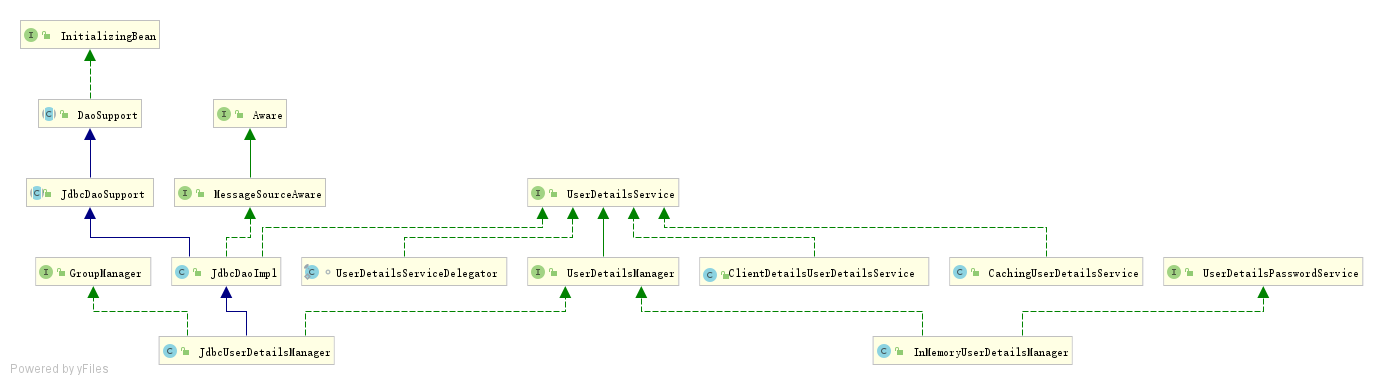 InitializingBean
DaoSupport
Aware
JdbcDaoSupport
MessageSourceAware
UserDetailsService
GroupManager
JdbcDaoImpl
UserDetailsServiceDelegator
UserDetailsManager
ClientDetailsUserDetailsService
CachingUserDetailsService
UserDetailsPasswordService
JdbcUserDetailsManager
InMemoryUserDetailsManager
Powered by yFiles